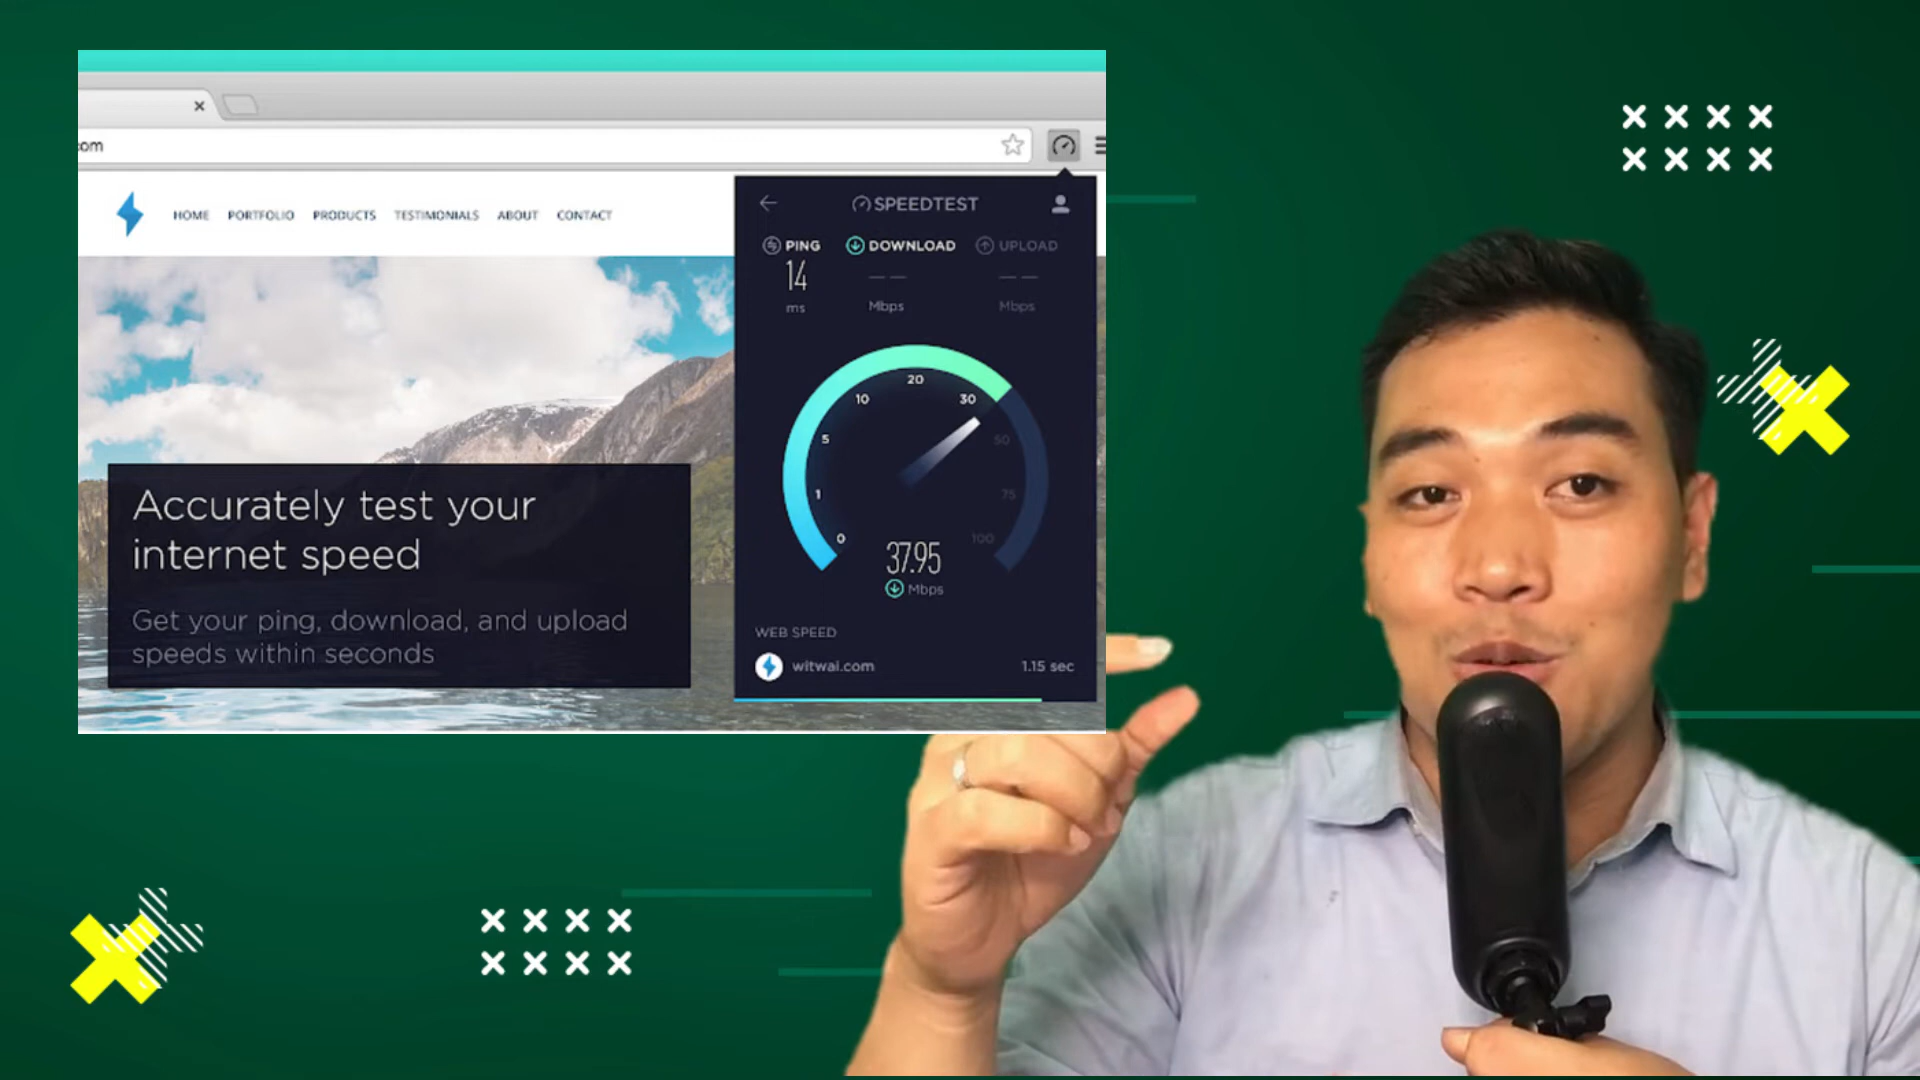 com
HOME PORTFOLIO PRODUCTS TESTIMONIALS ABOUT CONTACT
Accurately test your
internet speed
Get your ping, download, and upload
speeds within seconds
SPEEDTEST
PING DOWNLOAD UPLOAD
14
ms Mbps Mbps
20
10 30
5 50
1 75
0 100
37.95
Mbps
WEB SPEED
witwai.com 1.15 sec